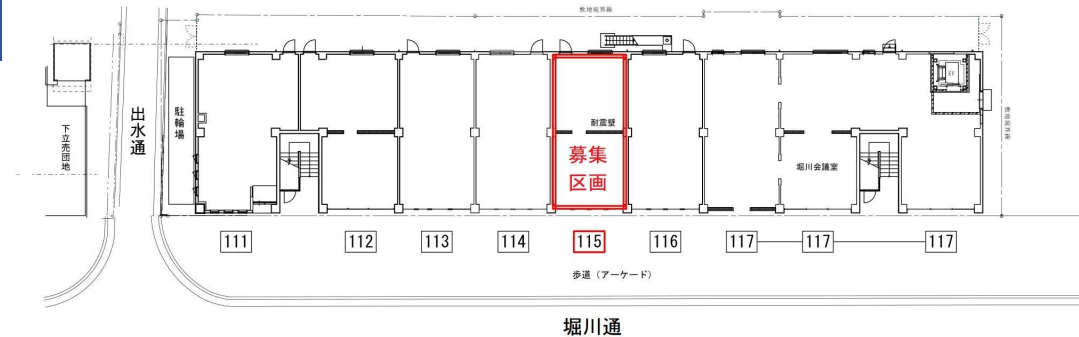 敷地境界線
下立売団地
出水通
駐輪場
耐震壁
募集
区画
堀川会議室
敷地境界線
111
112
113
114
115
116
117
117
117
歩道（アーケード）
堀川通